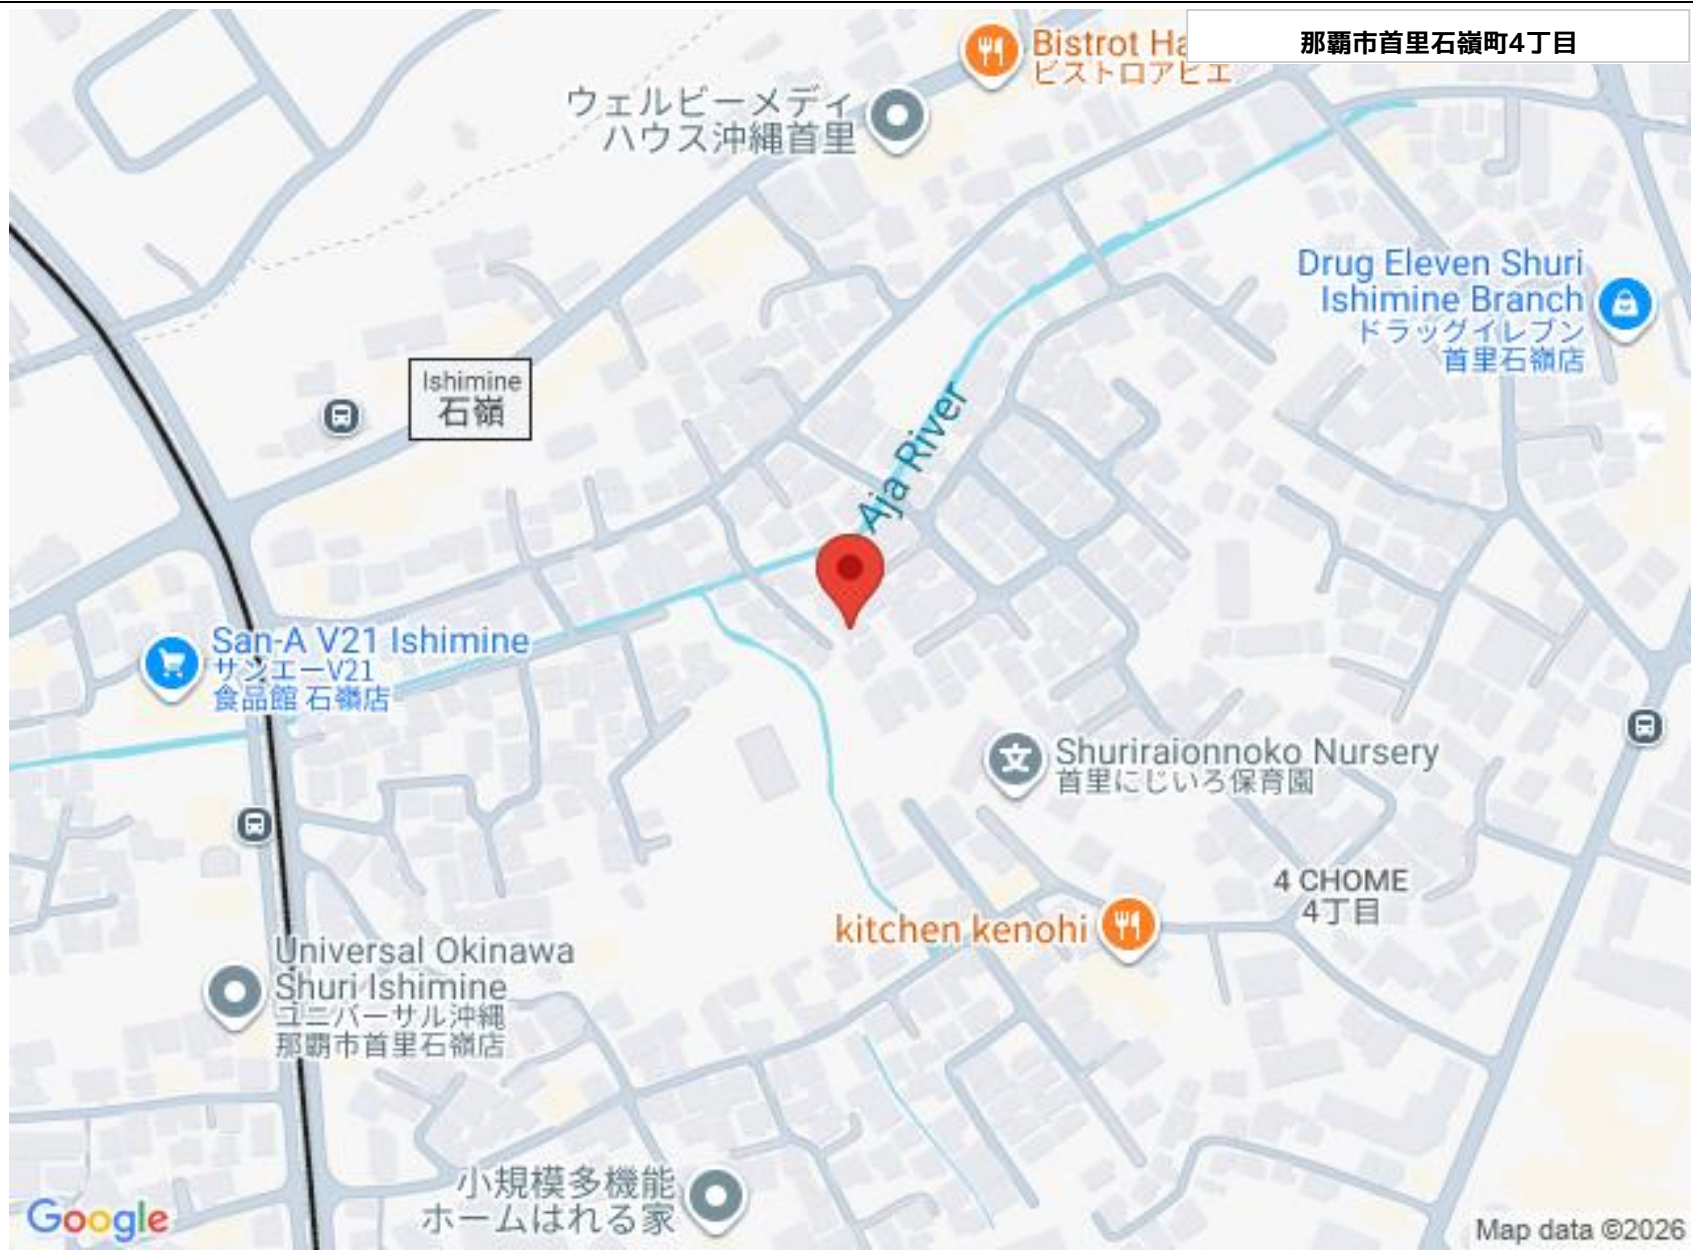 那覇市首里石嶺町4丁目
Bistrot Ha
ビストロアビエ
ウェルビーメディ
ハウス沖縄首里
Drug Eleven Shuri
Ishimine Branch
ドラッグイレブン
首里石嶺店
Ishimine
石嶺
Aja River
San-A V21 Ishimine
サンエーV21
食品館 石嶺店
Shuriraionnoko Nursery
首里にじいろ保育園
4 CHOME
4丁目
kitchen kenohi
Universal Okinawa
Shuri Ishimine
ユニバーサル沖縄
那覇市首里石嶺店
小規模多機能
ホームはれる家
Google
Map data ©2026